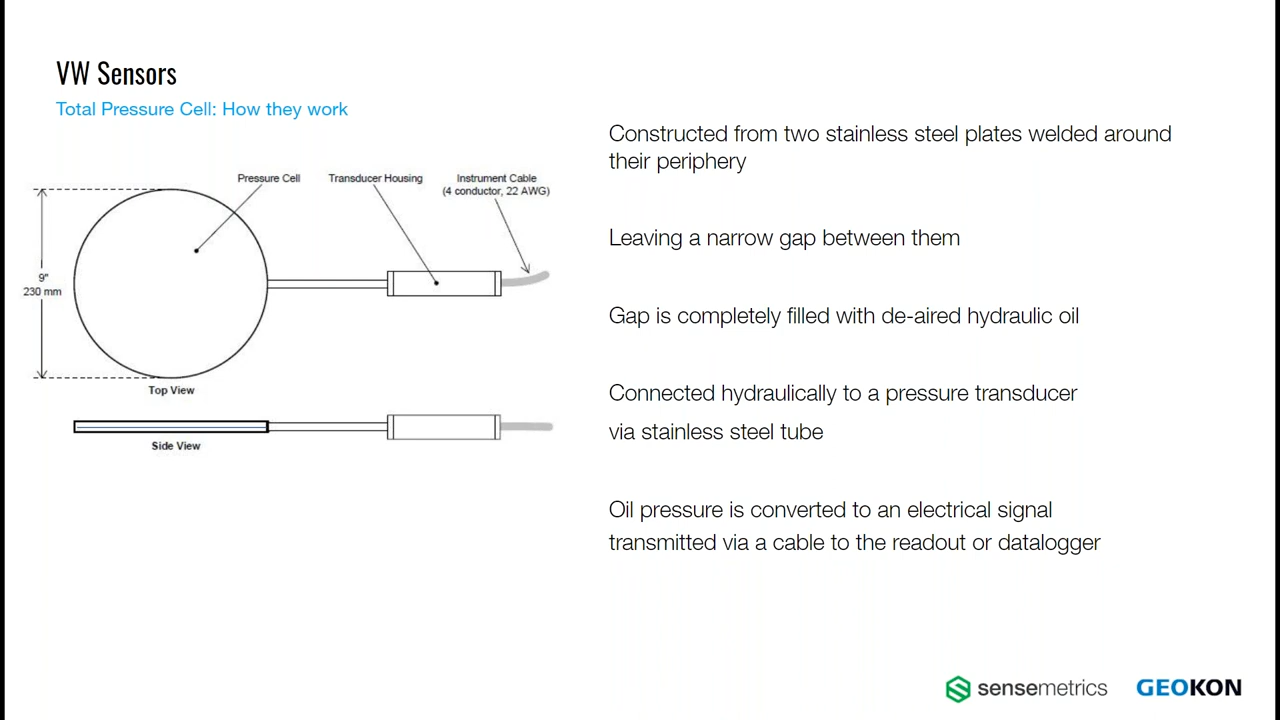 VW Sensors
Total Pressure Cell: How they work
Pressure Cell
Transducer Housing
Instrument Cable
(4 conductor, 22 AWG)
9"
230 mm
Top View
Side View
Constructed from two stainless steel plates welded around
their periphery
Leaving a narrow gap between them
Gap is completely filled with de-aired hydraulic oil
Connected hydraulically to a pressure transducer
via stainless steel tube
Oil pressure is converted to an electrical signal
transmitted via a cable to the readout or datalogger
sensemetrics
GEOKON